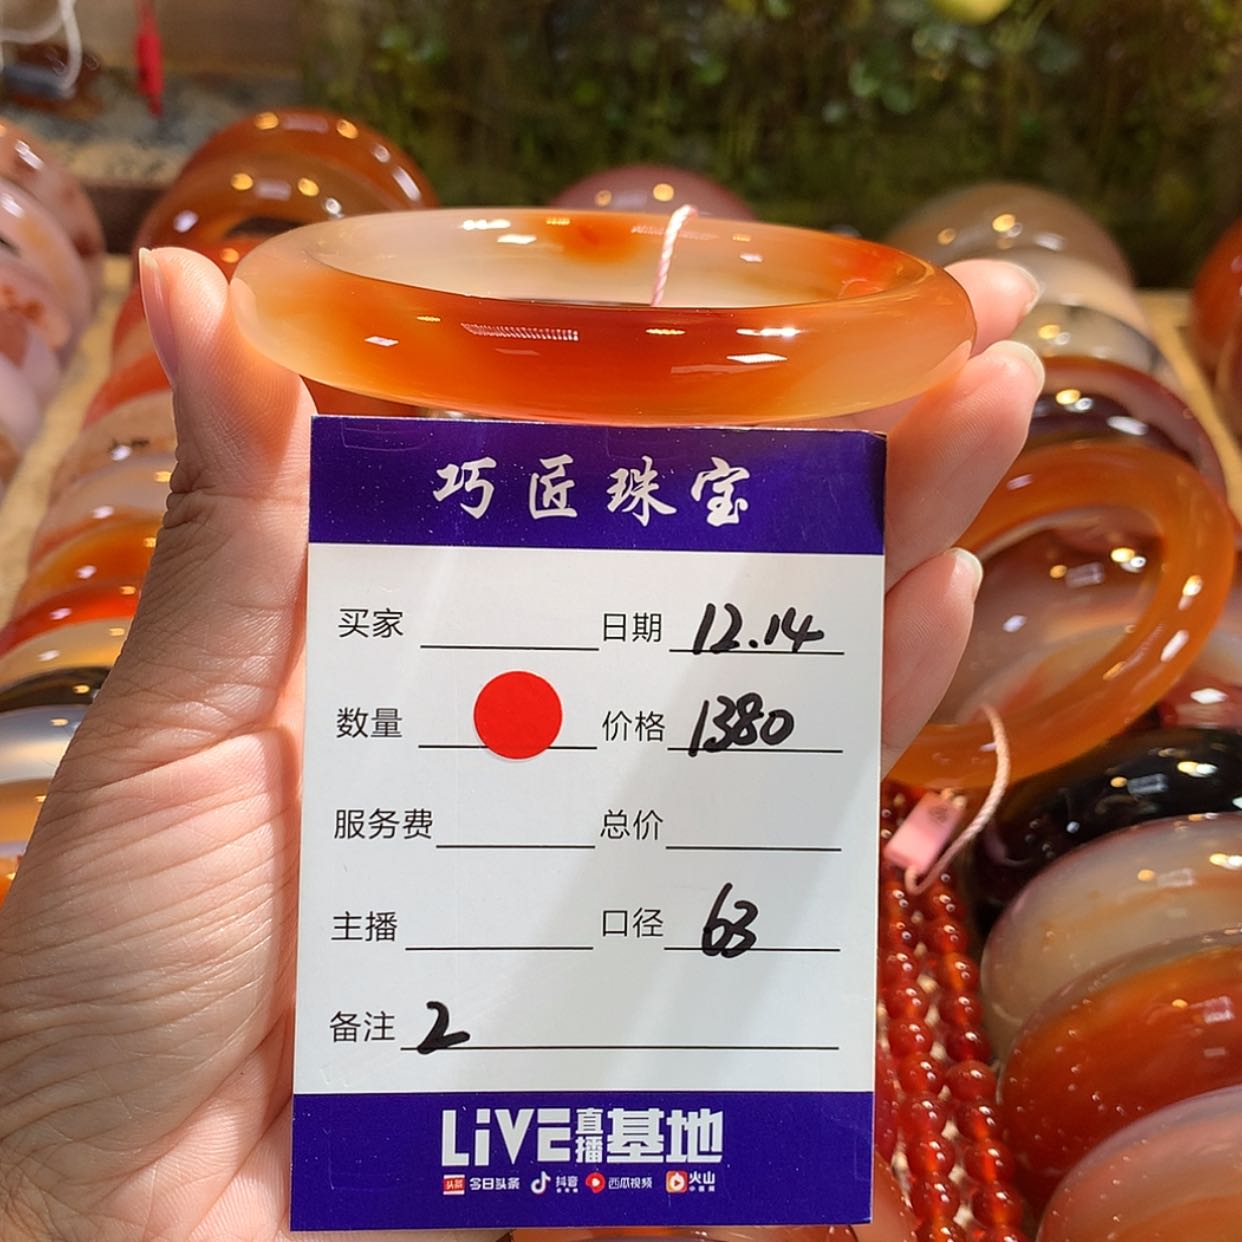 巧匠珠宝
买家 日期 12.14
数量 价格 1380
服务费 总价
主播 口径 63
备注 2
LiVE直播基地
头条 今日头条 抖音 西瓜视频 火山